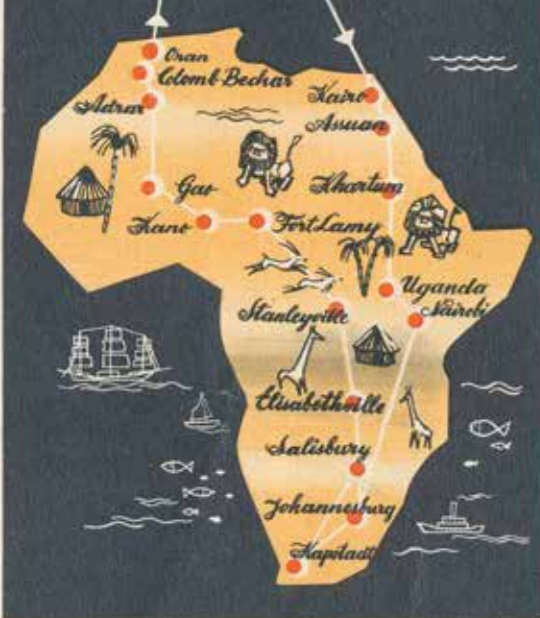 Oran
Colomb-Bechar
Kairo
Adrar
Assuan
Gao
Khartum
Kano
Fort Lamy
Uganda
Nairobi
Stanleyville
Elisabethville
Salisbury
Johannesburg
Kapstadt